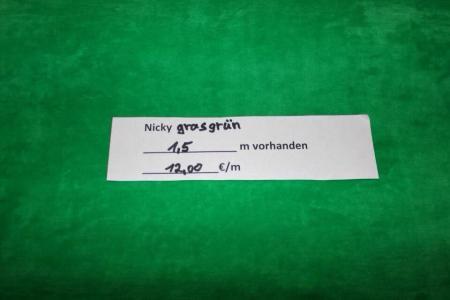 Nicky grasgrün
1,5 m vorhanden
12,00 €/m